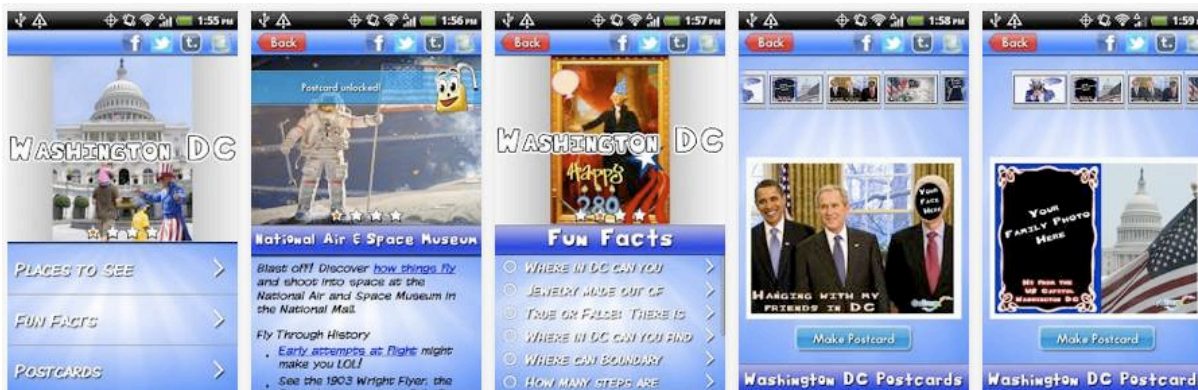 1:55 PM
WASHINGTON DC
PLACES TO SEE
FUN FACTS
POSTCARDS
1:56 PM
Back
Postcard unlocked!
National Air & Space Museum
Blast off! Discover how things fly
and shoot into space at the
National Air and Space Museum in
the National Mall.
Fly Through History
Early attempts at flight might
make you LOL!
See the 1903 Wright Flyer, the
1:57 PM
Back
WASHINGTON DC
Happy
280
FUN FACTS
WHERE IN DC CAN YOU
JEWELRY MADE OUT OF
TRUE OR FALSE: THERE IS
WHERE IN DC CAN YOU FIND
WHERE CAN BOUNDARY
HOW MANY STEPS ARE
1:58 PM
Back
YOUR
FACE
HERE
HANGING WITH MY
FRIENDS IN DC
Make Postcard
Washington DC Postcards
1:59
Back
YOUR
FAMILY PHOTO
HERE
US CAPITOL
WASHINGTON DC
Make Postcard
Washington DC Postcard